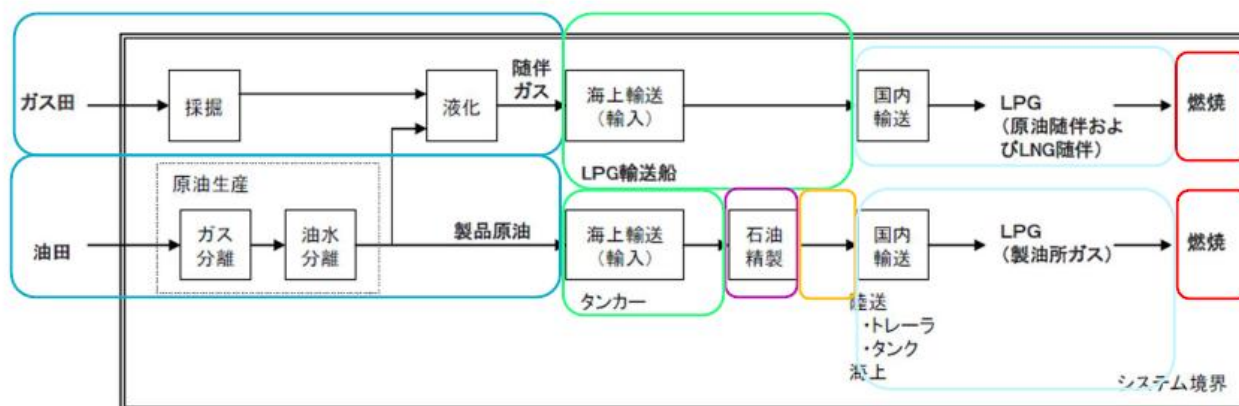 ガス田
採掘
液化
随伴
ガス
海上輸送
(輸入)
LPG輸送船
国内
輸送
LPG
(原油随伴およ
びLNG随伴)
燃焼
油田
原油生産
ガス
分離
油水
分離
製品原油
海上輸送
(輸入)
タンカー
石油
精製
国内
輸送
陸送
・トレーラ
・タンク
海上
LPG
(製油所ガス)
燃焼
システム境界